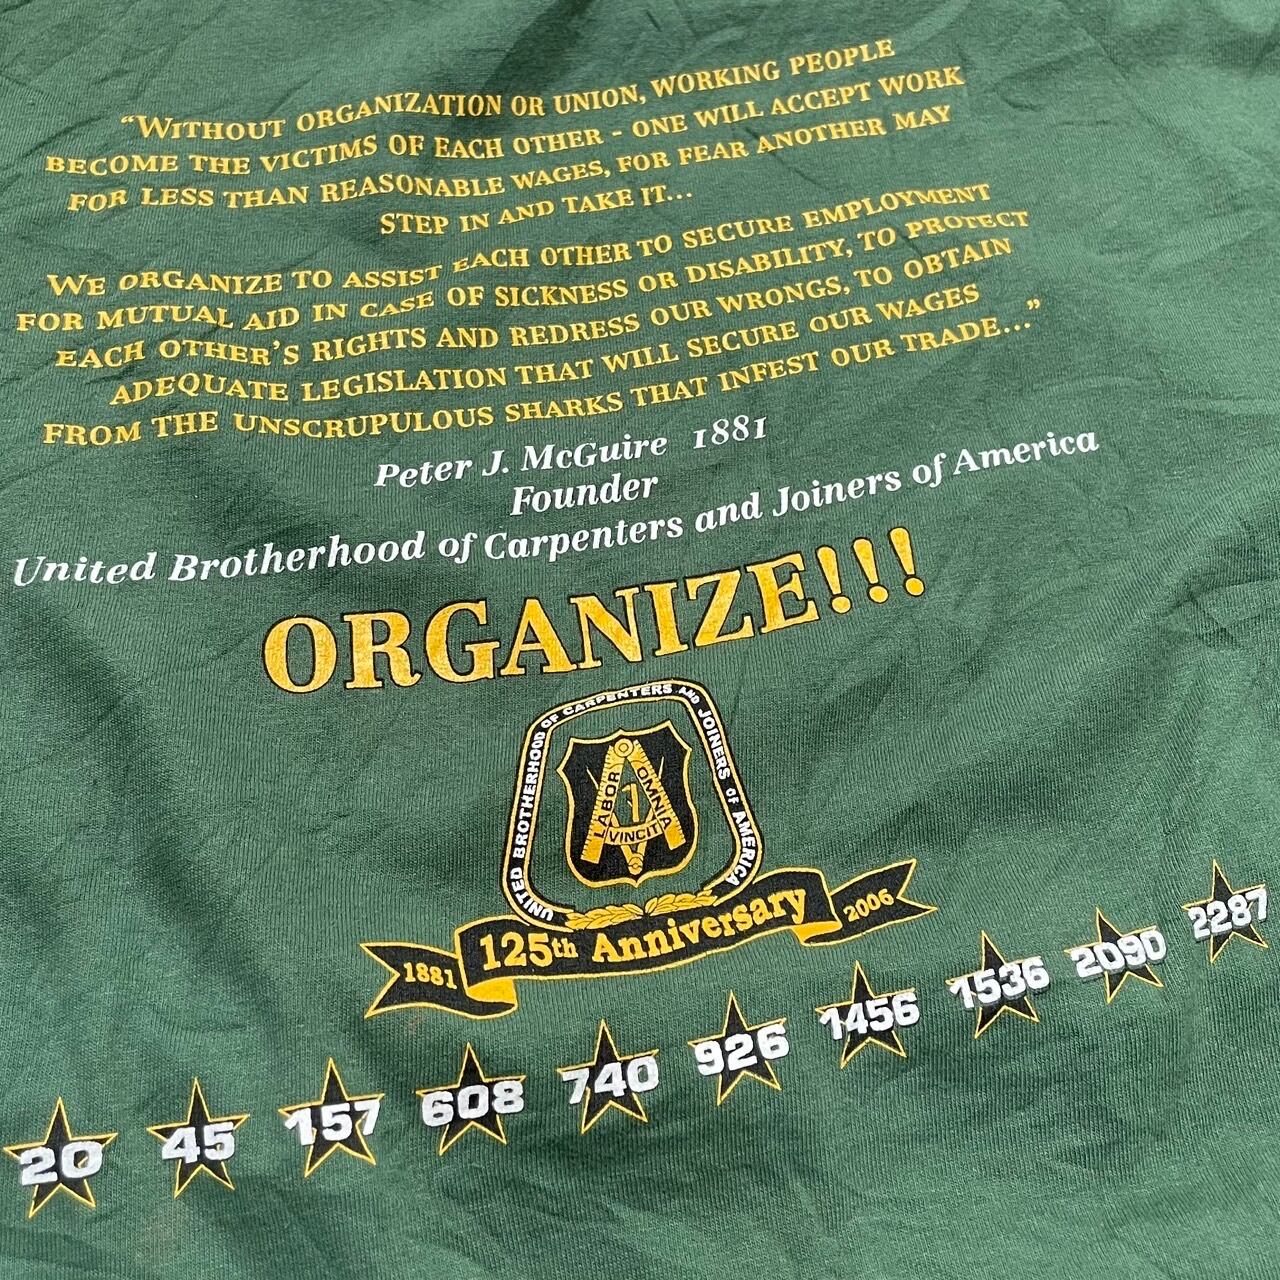 “WITHOUT ORGANIZATION OR UNION, WORKING PEOPLE
BECOME THE VICTIMS OF EACH OTHER - ONE WILL ACCEPT WORK
FOR LESS THAN REASONABLE WAGES, FOR FEAR ANOTHER MAY
STEP IN AND TAKE IT...
WE ORGANIZE TO ASSIST EACH OTHER TO SECURE EMPLOYMENT
FOR MUTUAL AID IN CASE OF SICKNESS OR DISABILITY, TO PROTECT
EACH OTHER’S RIGHTS AND REDRESS OUR WRONGS, TO OBTAIN
ADEQUATE LEGISLATION THAT WILL SECURE OUR WAGES
FROM THE UNSCRUPULOUS SHARKS THAT INFEST OUR TRADE...”
Peter J. McGuire 1881
Founder
United Brotherhood of Carpenters and Joiners of America
ORGANIZE!!!
UNITED BROTHERHOOD OF CARPENTERS AND JOINERS OF AMERICA
LABOR OMNIA
1
VINCIT
1881 125th Anniversary 2006
20 45 157 608 740 926 1456 1536 2090 2287